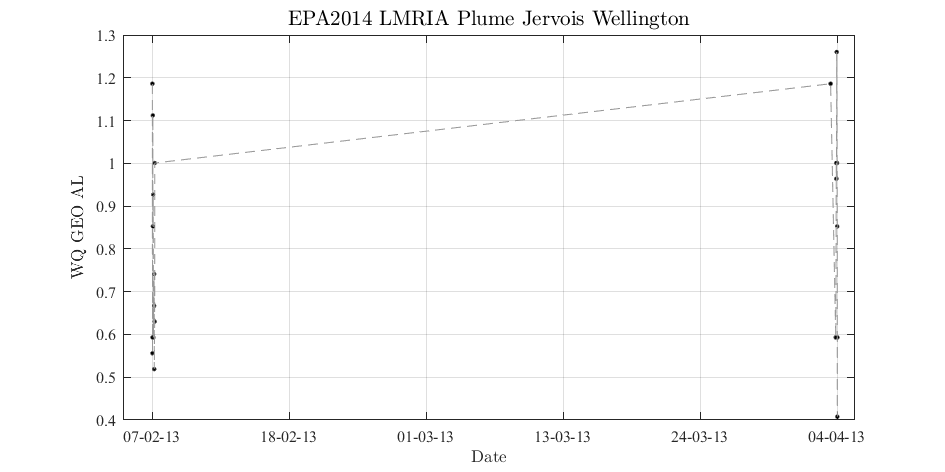 EPA2014 LMRIA Plume Jervois Wellington
1.3
1.2
1.1
1
0.9
0.8
0.7
0.6
0.5
0.4
WQ GEO AL
07-02-13 18-02-13 01-03-13 13-03-13 24-03-13 04-04-13
Date